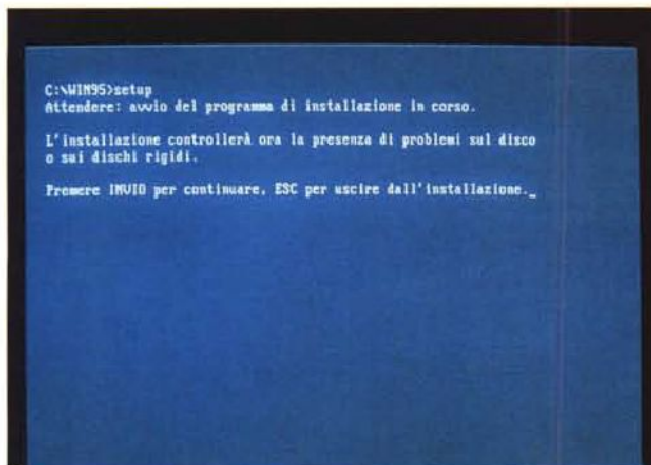 C:\WIN95>setup
Attendere: avvio del programma di installazione in corso.
L'installazione controllerà ora la presenza di problemi sul disco
o sui dischi rigidi.
Premere INVIO per continuare, ESC per uscire dall'installazione._